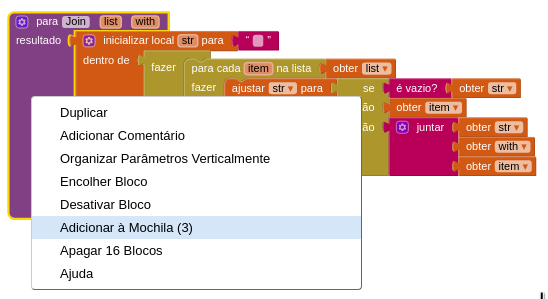 para Join list with
resultado inicializar local str para “ ”
dentro de fazer para cada item na lista obter list
fazer ajustar str para se é vazio? obter str
ão obter item
ão juntar obter str
obter with
obter item
Duplicar
Adicionar Comentário
Organizar Parâmetros Verticalmente
Encolher Bloco
Desativar Bloco
Adicionar à Mochila (3)
Apagar 16 Blocos
Ajuda